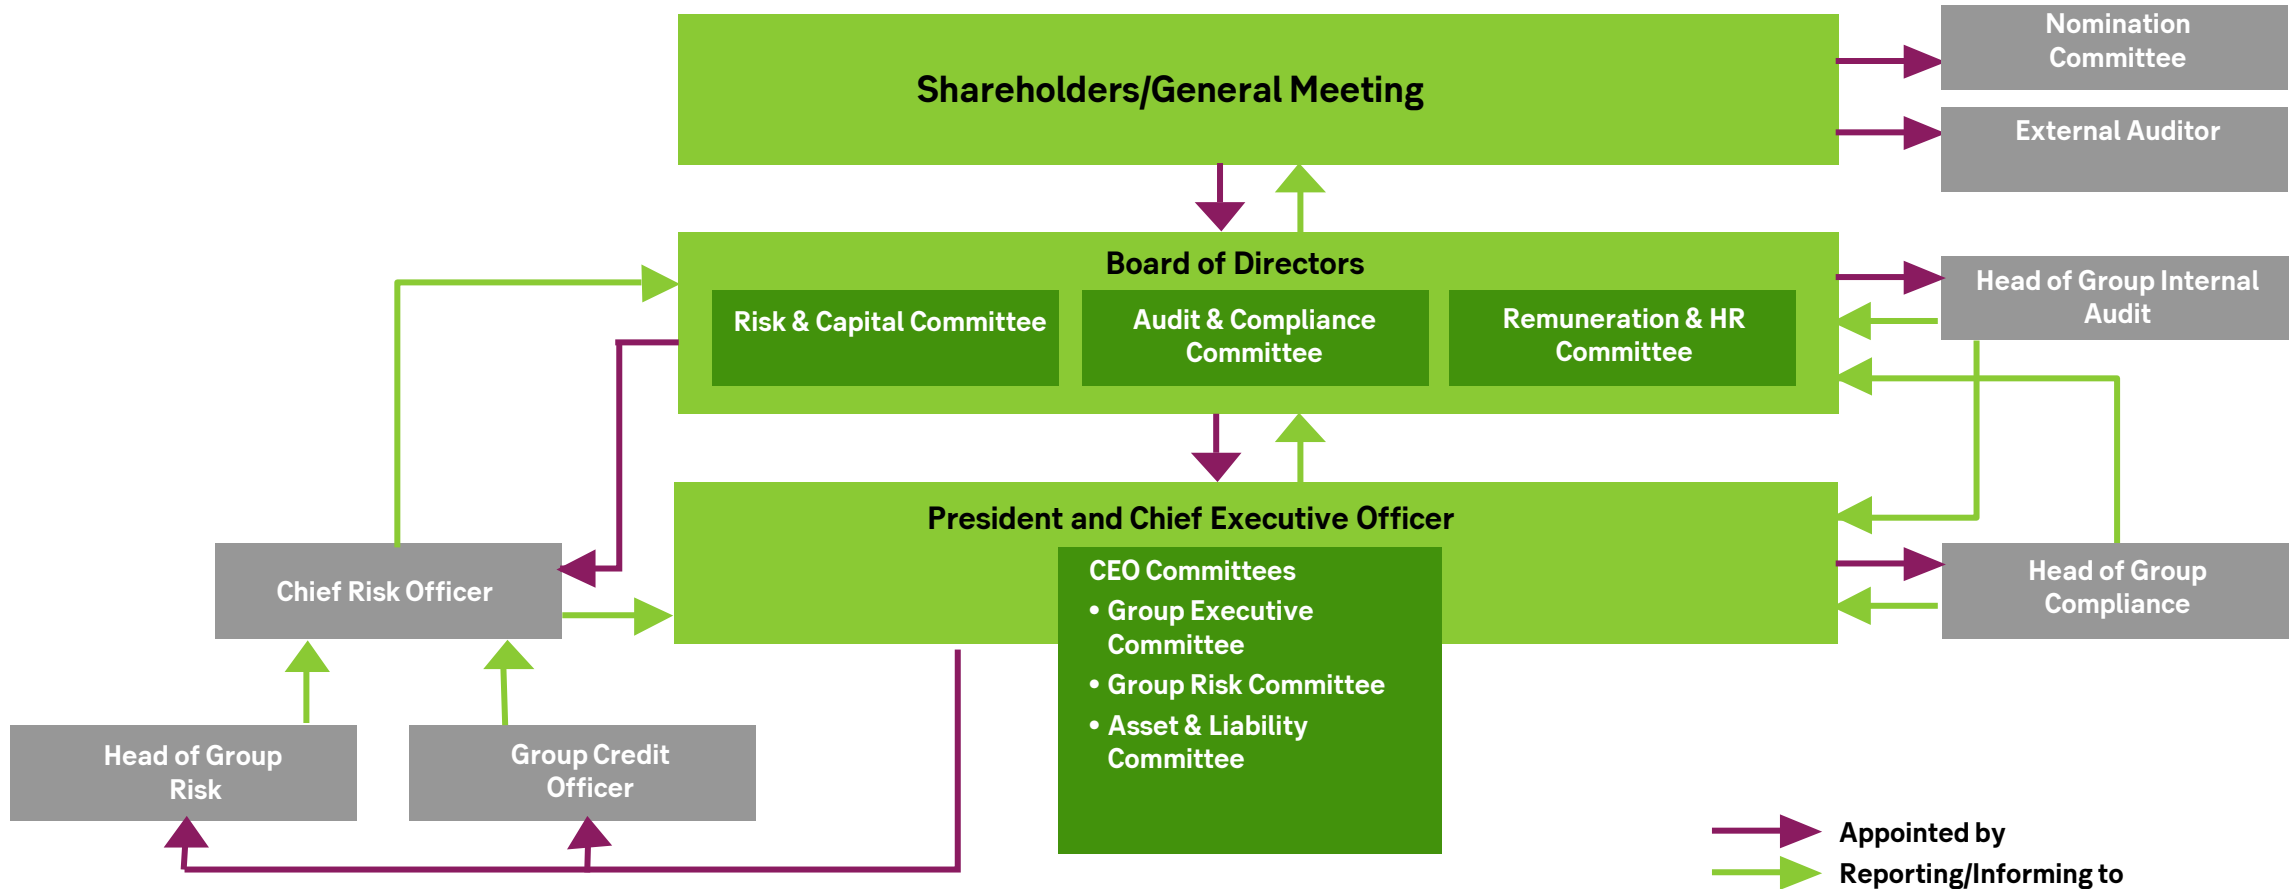 Nomination
Committee
Shareholders/General Meeting
External Auditor
Board of Directors
Head of Group Internal
Audit
Risk & Capital Committee
Audit & Compliance
Committee
Remuneration & HR
Committee
President and Chief Executive Officer
Chief Risk Officer
CEO Committees
• Group Executive
Committee
• Group Risk Committee
• Asset & Liability
Committee
Head of Group
Compliance
Head of Group
Risk
Group Credit
Officer
Appointed by
Reporting/Informing to